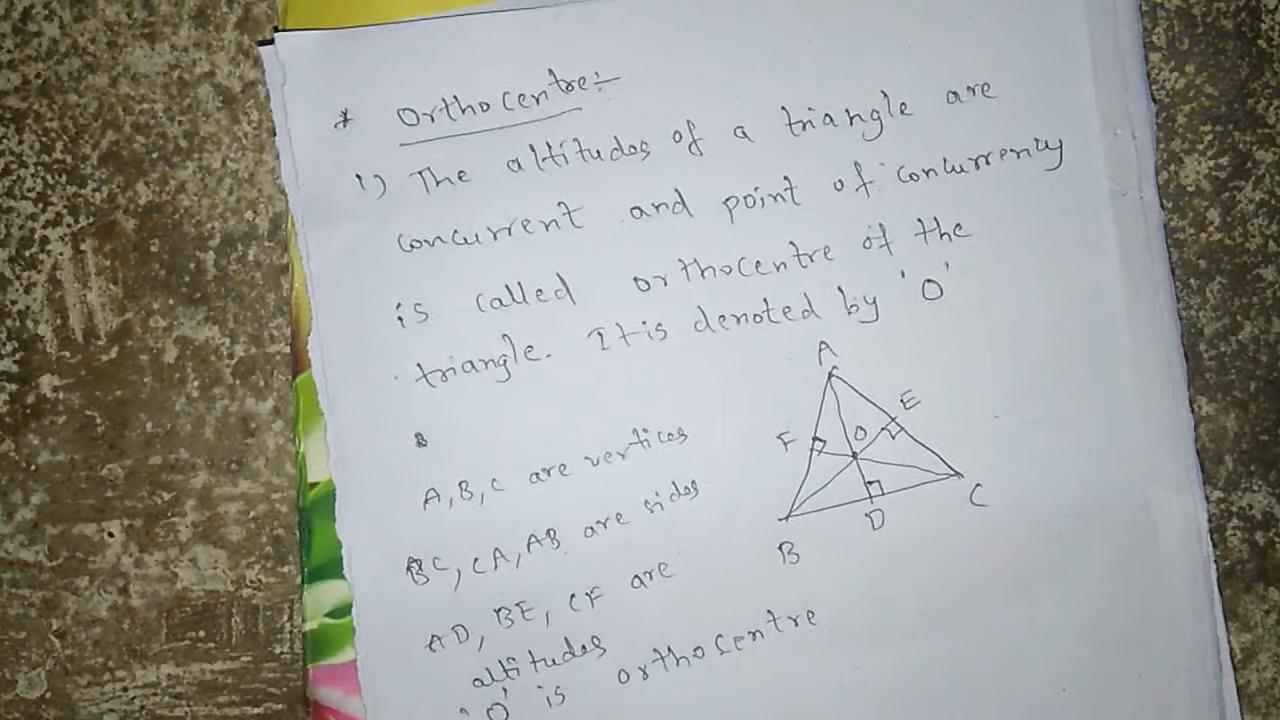 * Orthocentre:-
1) The altitudes of a triangle are
concurrent and point of concurrency
is called orthocentre of the
triangle. It is denoted by 'O'
A, B, C are vertices
BC, CA, AB are sides
AD, BE, CF are
altitudes
'O' is orthocentre
A
E
F
O
C
D
B